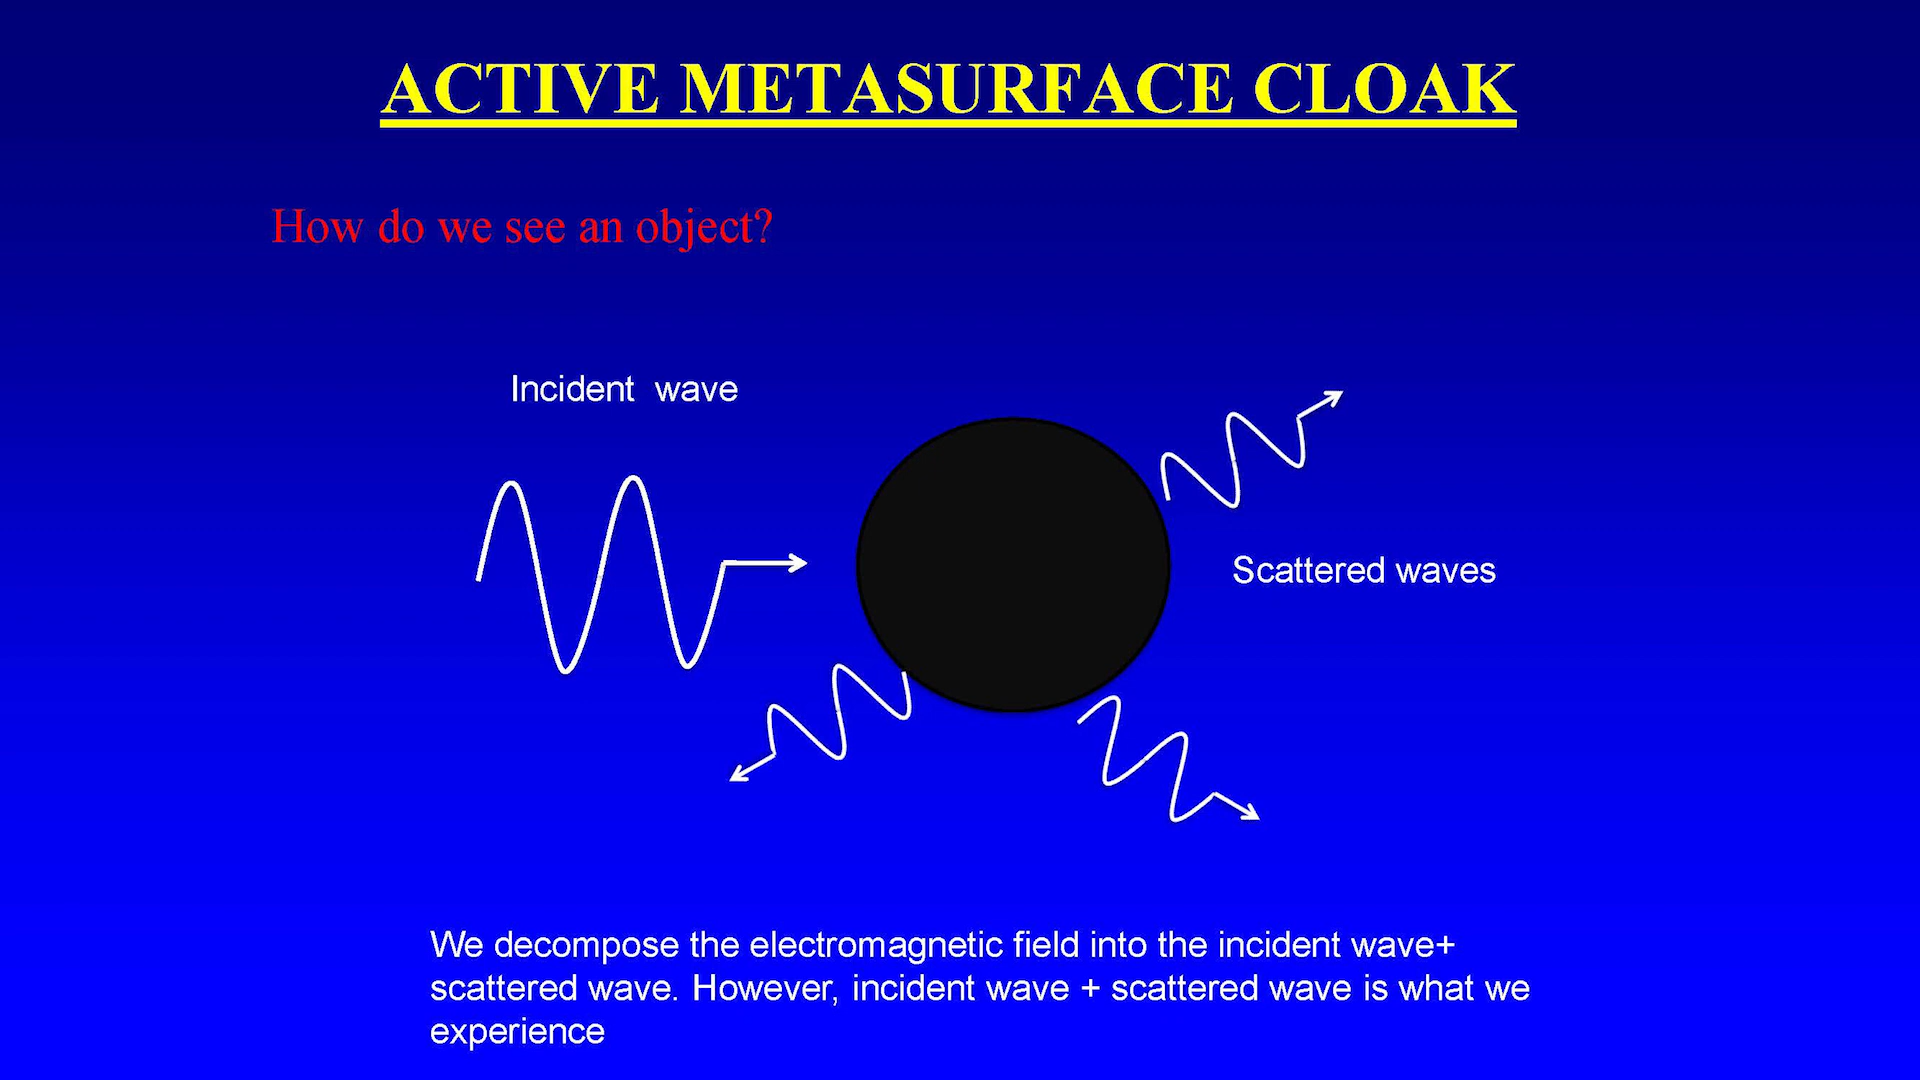 ACTIVE METASURFACE CLOAK
How do we see an object?
Incident  wave
Scattered waves
We decompose the electromagnetic field into the incident wave+
scattered wave. However, incident wave + scattered wave is what we
experience